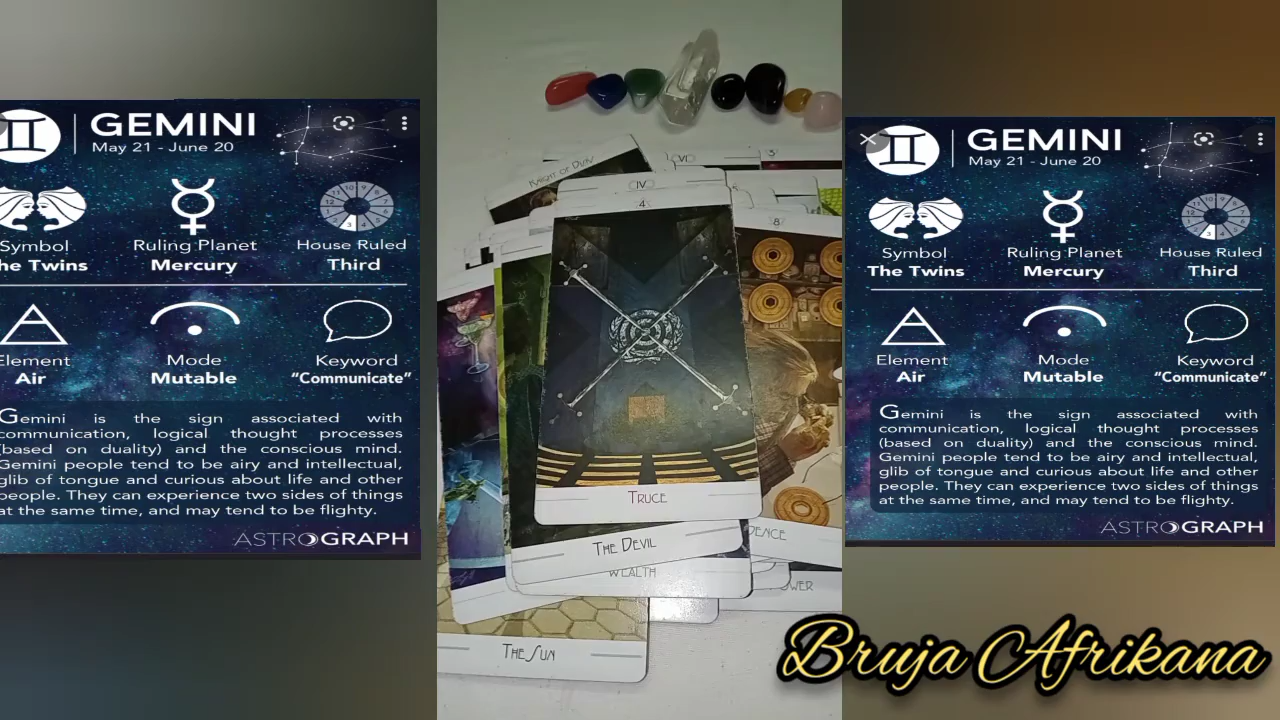 GEMINI
May 21 - June 20
Symbol
he Twins
Ruling Planet
Mercury
House Ruled
Third
Element
Air
Mode
Mutable
Keyword
“Communicate”
Gemini is the sign associated with
communication, logical thought processes
(based on duality) and the conscious mind.
Gemini people tend to be airy and intellectual,
glib of tongue and curious about life and other
people. They can experience two sides of things
at the same time, and may tend to be flighty.
ASTROGRAPH
VI
3
IV
4
8
TRUCE
THE DEVIL
ENCE
WEALTH
OWER
THE SUN
GEMINI
May 21 - June 20
Symbol
The Twins
Ruling Planet
Mercury
House Ruled
Third
Element
Air
Mode
Mutable
Keyword
“Communicate”
Gemini is the sign associated with
communication, logical thought processes
(based on duality) and the conscious mind.
Gemini people tend to be airy and intellectual,
glib of tongue and curious about life and other
people. They can experience two sides of things
at the same time, and may tend to be flighty.
ASTROGRAPH
Bruja Afrikana